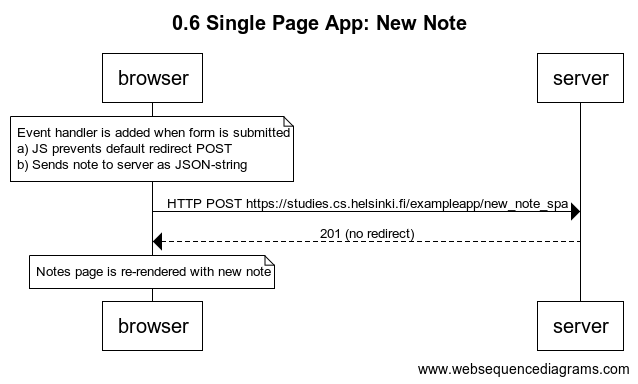 0.6 Single Page App: New Note
browser
server
Event handler is added when form is submitted
a) JS prevents default redirect POST
b) Sends note to server as JSON-string
HTTP POST https://studies.cs.helsinki.fi/exampleapp/new_note_spa
201 (no redirect)
Notes page is re-rendered with new note
browser
server
www.websequencediagrams.com